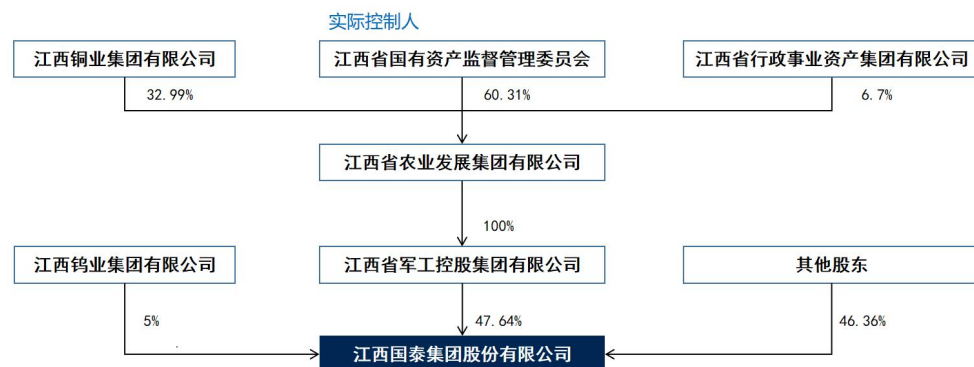 实际控制人
江西铜业集团有限公司
江西省国有资产监督管理委员会
江西省行政事业资产集团有限公司
32.99%
60.31%
6.7%
江西省农业发展集团有限公司
100%
江西钨业集团有限公司
江西省军工控股集团有限公司
其他股东
5%
47.64%
46.36%
江西国泰集团股份有限公司